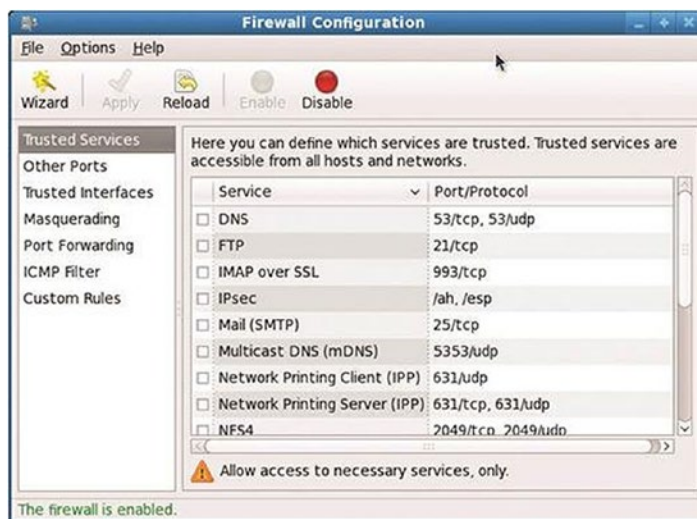 Firewall Configuration
File Options Help
Wizard Apply Reload Enable Disable
Trusted Services
Other Ports
Trusted Interfaces
Masquerading
Port Forwarding
ICMP Filter
Custom Rules
Here you can define which services are trusted. Trusted services are
accessible from all hosts and networks.
Service Port/Protocol
DNS 53/tcp, 53/udp
FTP 21/tcp
IMAP over SSL 993/tcp
IPsec /ah, /esp
Mail (SMTP) 25/tcp
Multicast DNS (mDNS) 5353/udp
Network Printing Client (IPP) 631/udp
Network Printing Server (IPP) 631/tcp, 631/udp
NFS4 2049/tcp 2049/udp
Allow access to necessary services, only.
The firewall is enabled.